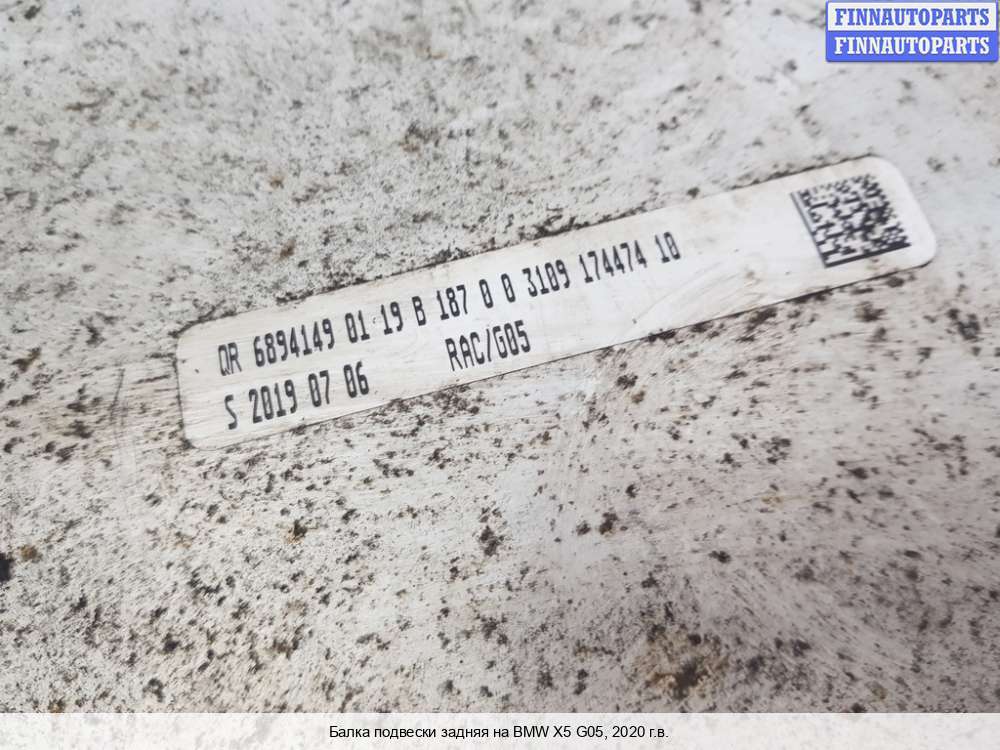 FINNAUTOPARTS
FINNAUTOPARTS
QR 6894149 01 19 B 187 0 0 3109 174474 10
S 2019 07 06 RAC/G05
Балка подвески задняя на BMW X5 G05, 2020 г.в.